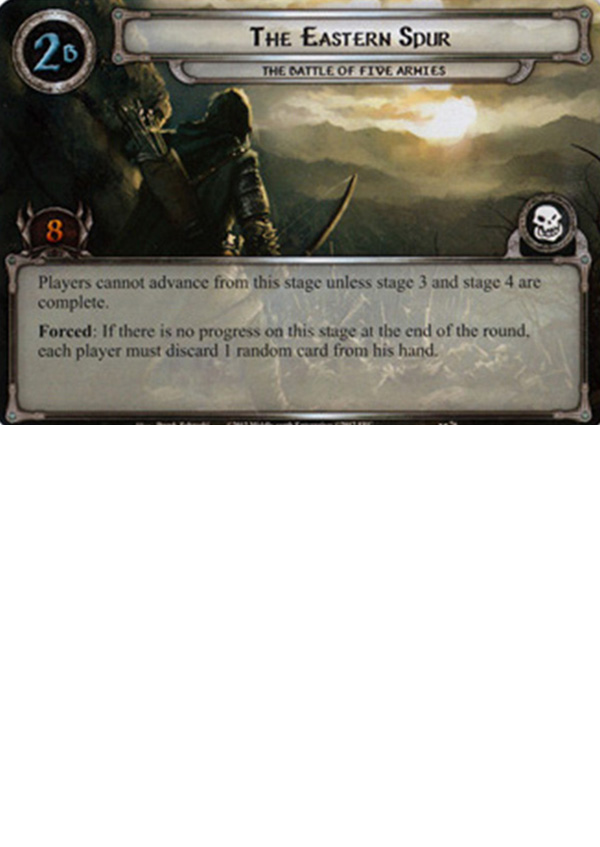 2B
THE EASTERN SPUR
THE BATTLE OF FIVE ARMIES
8
Players cannot advance from this stage unless stage 3 and stage 4 are
complete.
Forced: If there is no progress on this stage at the end of the round,
each player must discard 1 random card from his hand.